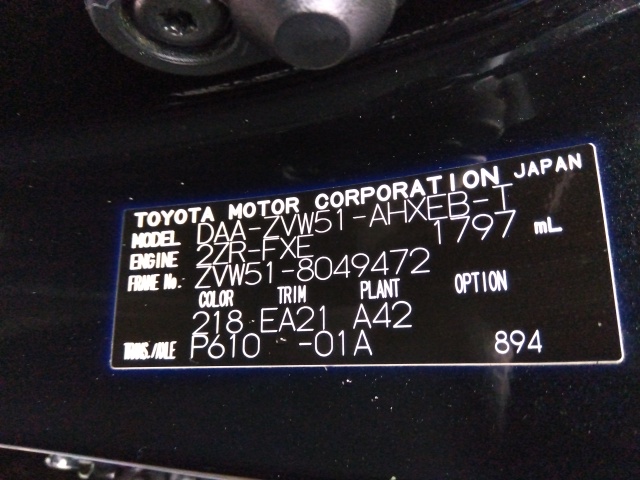 TOYOTA MOTOR CORPORATION JAPAN
MODEL DAA-ZVW51-AHXEB-T
ENGINE 2ZR-FXE 1797 mL
FRAME No. ZVW51-8049472
COLOR TRIM PLANT OPTION
218 EA21 A42
TRANS./AXLE P610 -01A 894